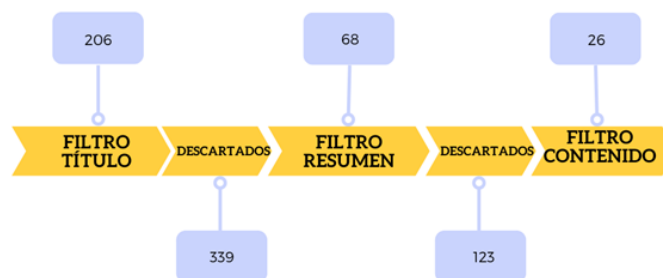 206
68
26
FILTRO
TÍTULO
DESCARTADOS
FILTRO
RESUMEN
DESCARTADOS
FILTRO
CONTENIDO
339
123